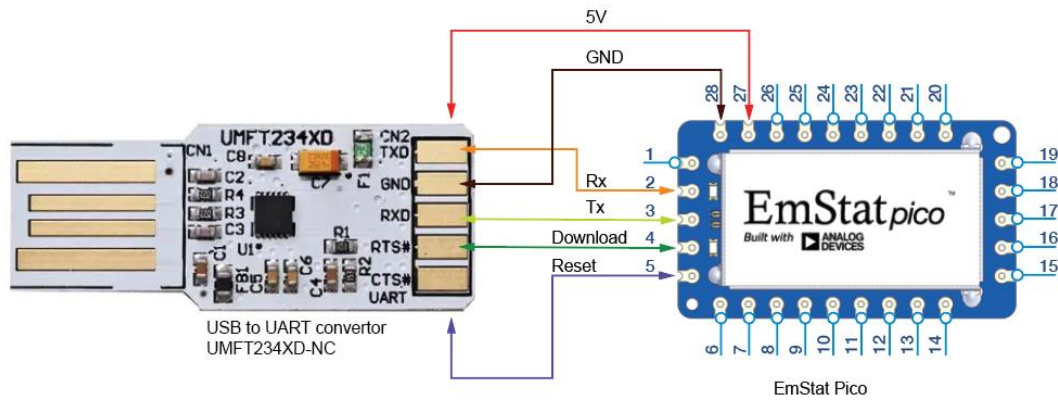 5V
GND
UMFT234XD
CN1
C8
C7
F1
CN2
TXD
GND
RXD
RTS#
CTS#
UART
C2
R4
R3
C3
U1
C1
FB1
C5
C6
C4
R1
R2
USB to UART convertor
UMFT234XD-NC
Rx
Tx
Download
Reset
28
27
26
25
24
23
22
21
20
1
2
3
4
5
19
18
17
16
15
EmStat pico ™
Built with ANALOG DEVICES
6
7
8
9
10
11
12
13
14
EmStat Pico